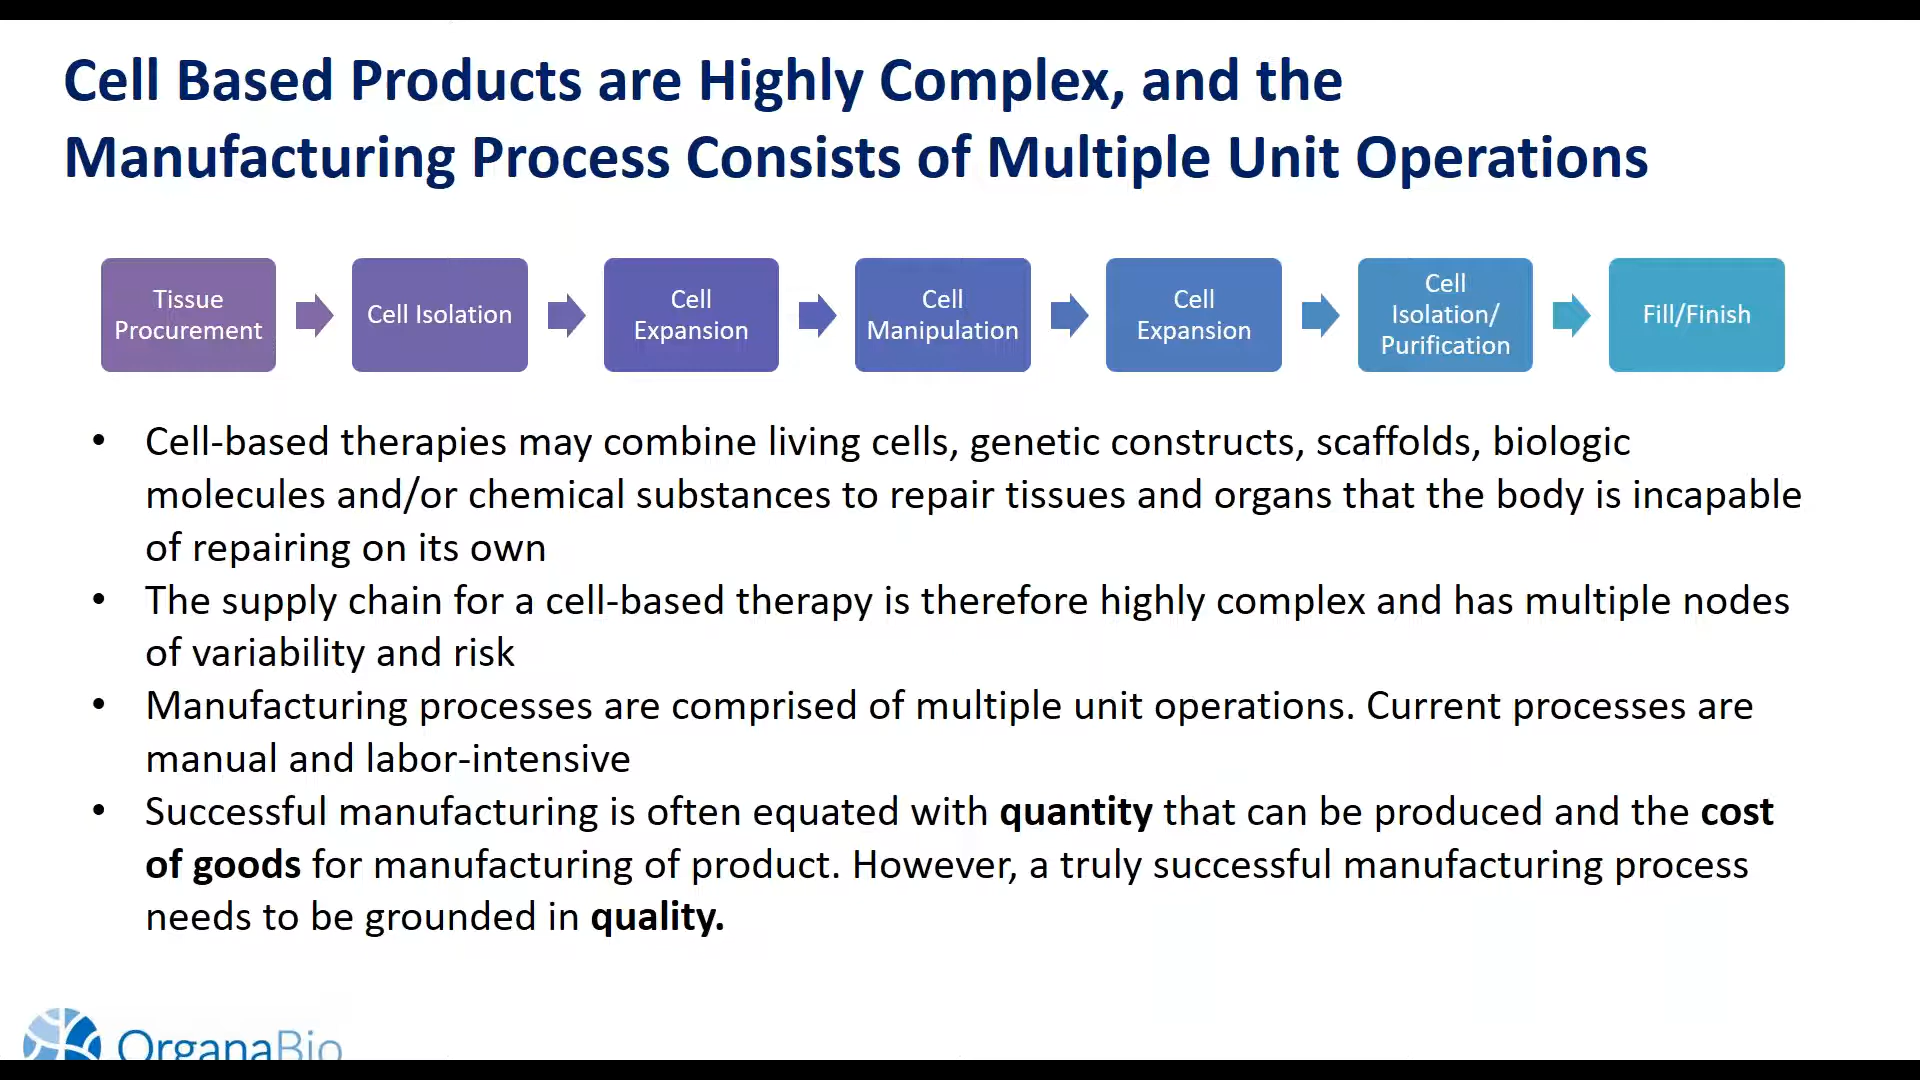 Cell Based Products are Highly Complex, and the
Manufacturing Process Consists of Multiple Unit Operations
Tissue
Procurement
Cell Isolation
Cell
Expansion
Cell
Manipulation
Cell
Expansion
Cell
Isolation/
Purification
Fill/Finish
• Cell-based therapies may combine living cells, genetic constructs, scaffolds, biologic
molecules and/or chemical substances to repair tissues and organs that the body is incapable
of repairing on its own
• The supply chain for a cell-based therapy is therefore highly complex and has multiple nodes
of variability and risk
• Manufacturing processes are comprised of multiple unit operations. Current processes are
manual and labor-intensive
• Successful manufacturing is often equated with quantity that can be produced and the cost
of goods for manufacturing of product. However, a truly successful manufacturing process
needs to be grounded in quality.
OrganaBio